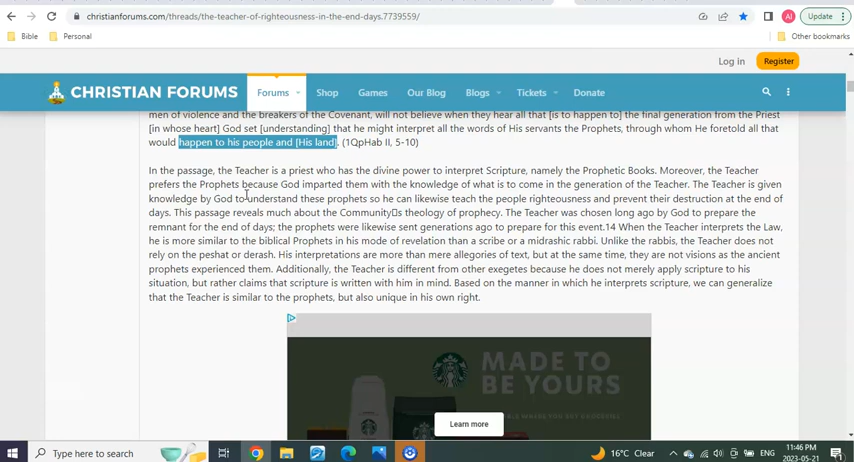 christianforums.com/threads/the-teacher-of-righteousness-in-the-end-days.7739559/
AI
Update
Bible
Personal
Other bookmarks
Log in
Register
CHRISTIAN FORUMS
Forums
Shop
Games
Our Blog
Blogs
Tickets
Donate
men of violence and the breakers of the Covenant, will not believe when they hear all that [is to happen to] the final generation from the Priest
[in whose heart] God set [understanding] that he might interpret all the words of His servants the Prophets, through whom He foretold all that
would happen to his people and [His land]. (1QpHab II, 5-10)
In the passage, the Teacher is a priest who has the divine power to interpret Scripture, namely the Prophetic Books. Moreover, the Teacher
prefers the Prophets because God imparted them with the knowledge of what is to come in the generation of the Teacher. The Teacher is given
knowledge by God to understand these prophets so he can likewise teach the people righteousness and prevent their destruction at the end of
days. This passage reveals much about the Community□s theology of prophecy. The Teacher was chosen long ago by God to prepare the
remnant for the end of days; the prophets were likewise sent generations ago to prepare for this event.14 When the Teacher interprets the Law,
he is more similar to the biblical Prophets in his mode of revelation than a scribe or a midrashic rabbi. Unlike the rabbis, the Teacher does not
rely on the peshat or derash. His interpretations are more than mere allegories of text, but at the same time, they are not visions as the ancient
prophets experienced them. Additionally, the Teacher is different from other exegetes because he does not merely apply scripture to his
situation, but rather claims that scripture is written with him in mind. Based on the manner in which he interprets scripture, we can generalize
that the Teacher is similar to the prophets, but also unique in his own right.
MADE TO
BE YOURS
Learn more
Type here to search
16°C Clear
ENG
11:46 PM
2023-05-21